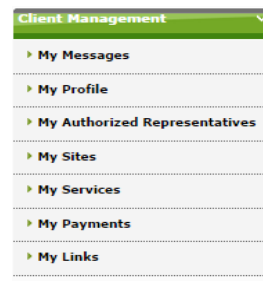 Client Management
My Messages
My Profile
My Authorized Representatives
My Sites
My Services
My Payments
My Links